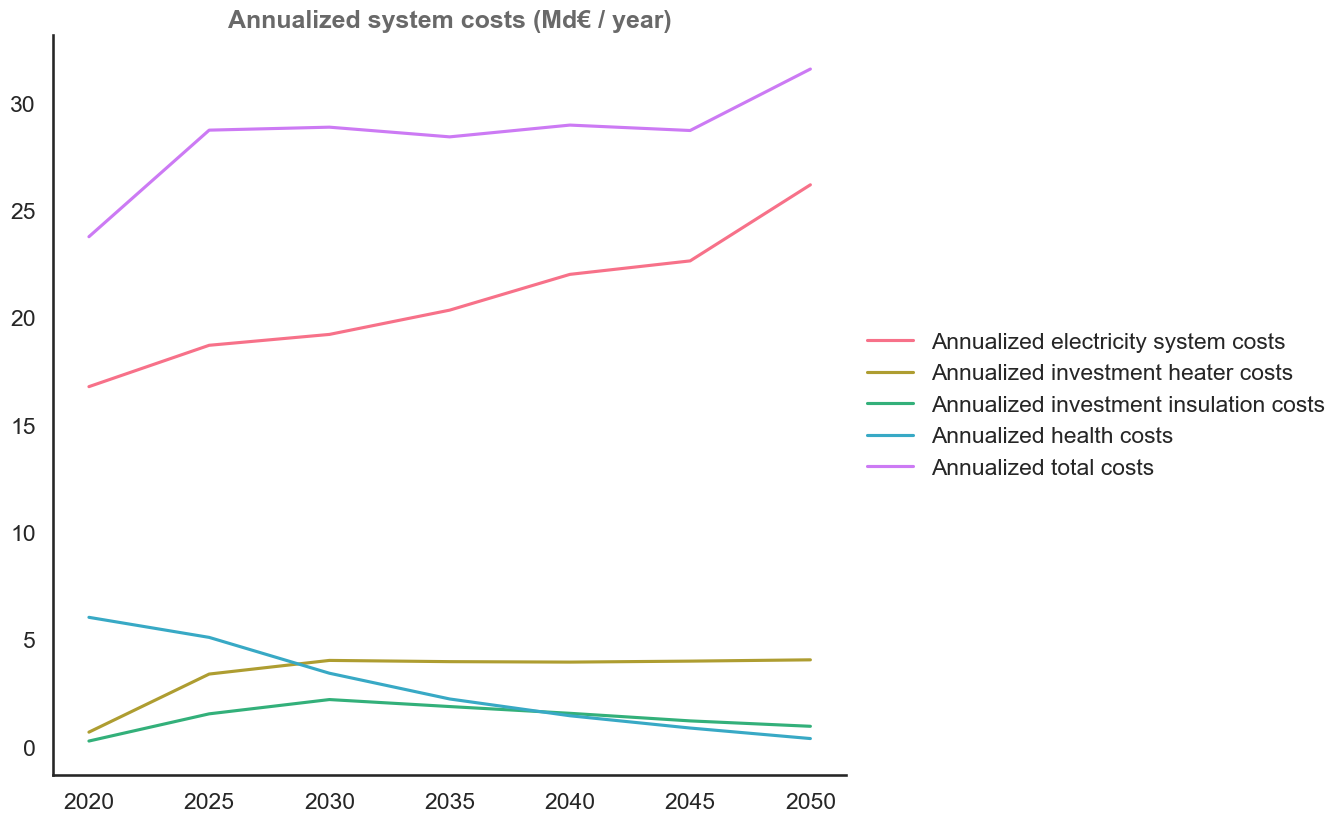 Annualized system costs (Md€ / year)
30
25
20
15
10
5
0
2020 2025 2030 2035 2040 2045 2050
Annualized electricity system costs
Annualized investment heater costs
Annualized investment insulation costs
Annualized health costs
Annualized total costs